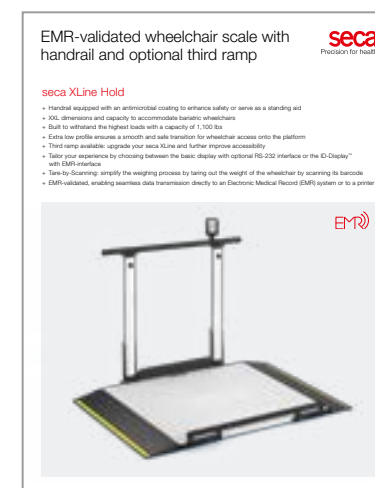 EMR-validated wheelchair scale with
handrail and optional third ramp
seca
Precision for health
seca XLine Hold
+ Handrail equipped with an antimicrobial coating to enhance safety or serve as a standing aid
+ XXL dimensions and capacity to accommodate bariatric wheelchairs
+ Built to withstand the highest loads with a capacity of 1,100 lbs
+ Extra low profile ensures a smooth and safe transition for wheelchair access onto the platform
+ Third ramp available: upgrade your seca XLine and further improve accessibility
+ Tailor your experience by choosing between the basic display with optional RS-232 interface or the ID-Display™
with EMR-interface
+ Tare-by-Scanning: simplify the weighing process by taring out the weight of the wheelchair by scanning its barcode
+ EMR-validated, enabling seamless data transmission directly to an Electronic Medical Record (EMR) system or to a printer
EMR